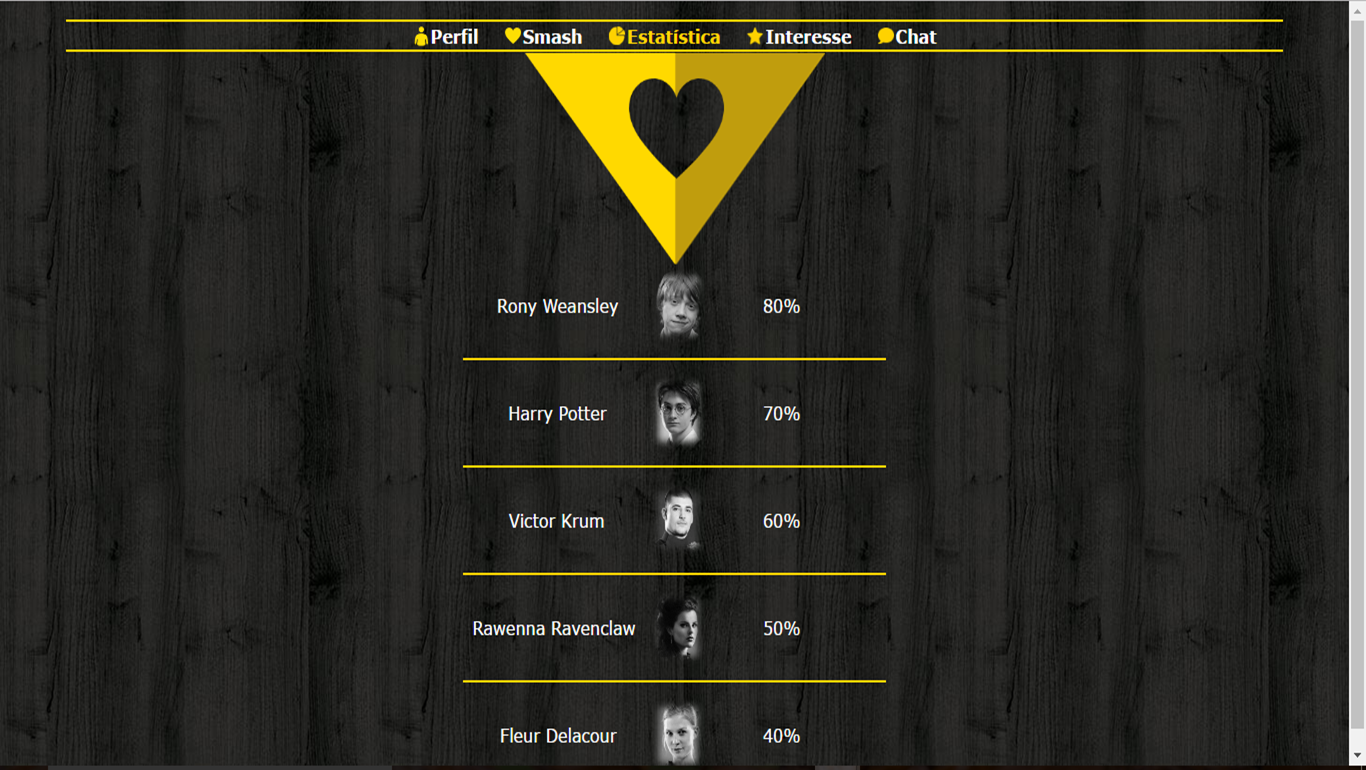 Perfil Smash Estatística Interesse Chat
Rony Weansley 80%
Harry Potter 70%
Victor Krum 60%
Rawenna Ravenclaw 50%
Fleur Delacour 40%